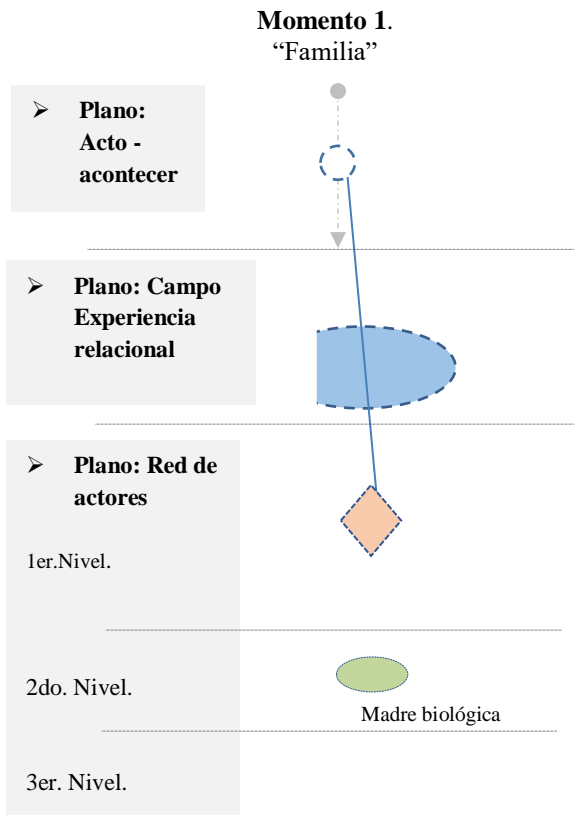 Momento 1.
“Familia”
➢ Plano:
Acto -
acontecer
➢ Plano: Campo
Experiencia
relacional
➢ Plano: Red de
actores
1er.Nivel.
2do. Nivel.
Madre biológica
3er. Nivel.